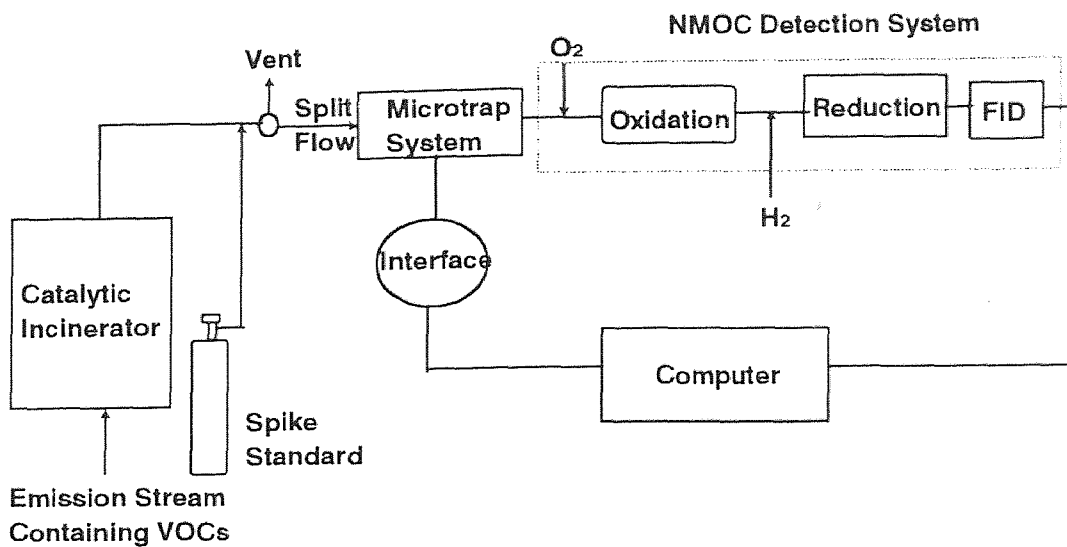 NMOC Detection System
O2
Vent
Split
Flow
Microtrap
System
Oxidation
Reduction
FID
H2
Interface
Catalytic
Incinerator
Computer
Spike
Standard
Emission Stream
Containing VOCs